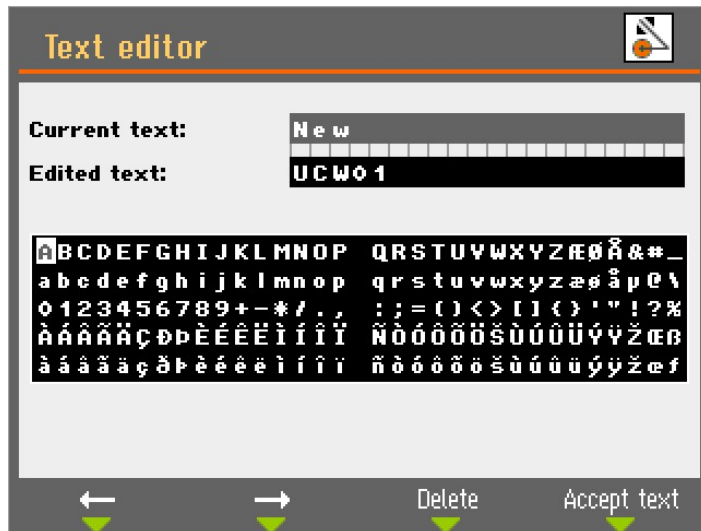 Text editor
Current text: New
Edited text: UCW01
ABCDEFGHIJKLMNOP QRSTUVWXYZÆØÅ&#_
abcdefghijklmnop qrstuvwxyzæøåµ@\
0123456789+-*/., :;=()<>[]{}'"!?%
ÀÁÂÃÄÇÐÞÈÉÊËÌÍÎÏ ÑÒÓÔÕÖŠÙÚÛÜÝŸŽŒß
àáâãäçðÞèéêëìíîï ñòóôõöšùúûüýÿžœƒ
Delete Accept text